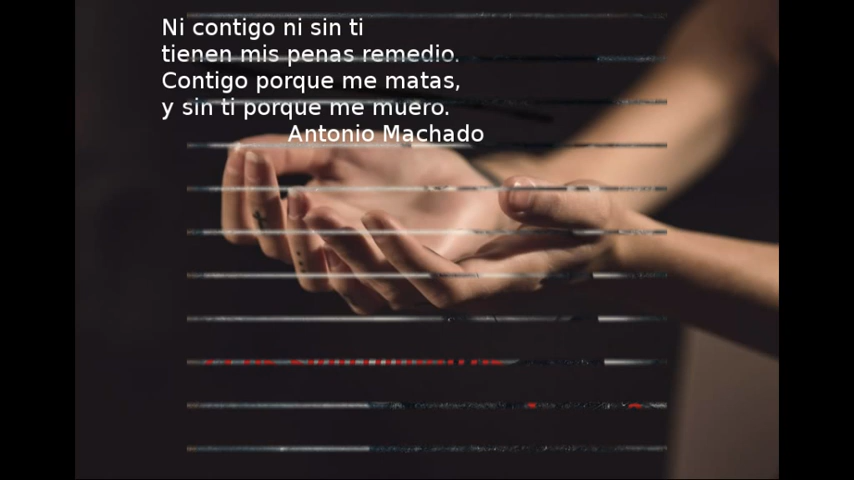 Ni contigo ni sin ti
tienen mis penas remedio.
Contigo porque me matas,
y sin ti porque me muero.
Antonio Machado